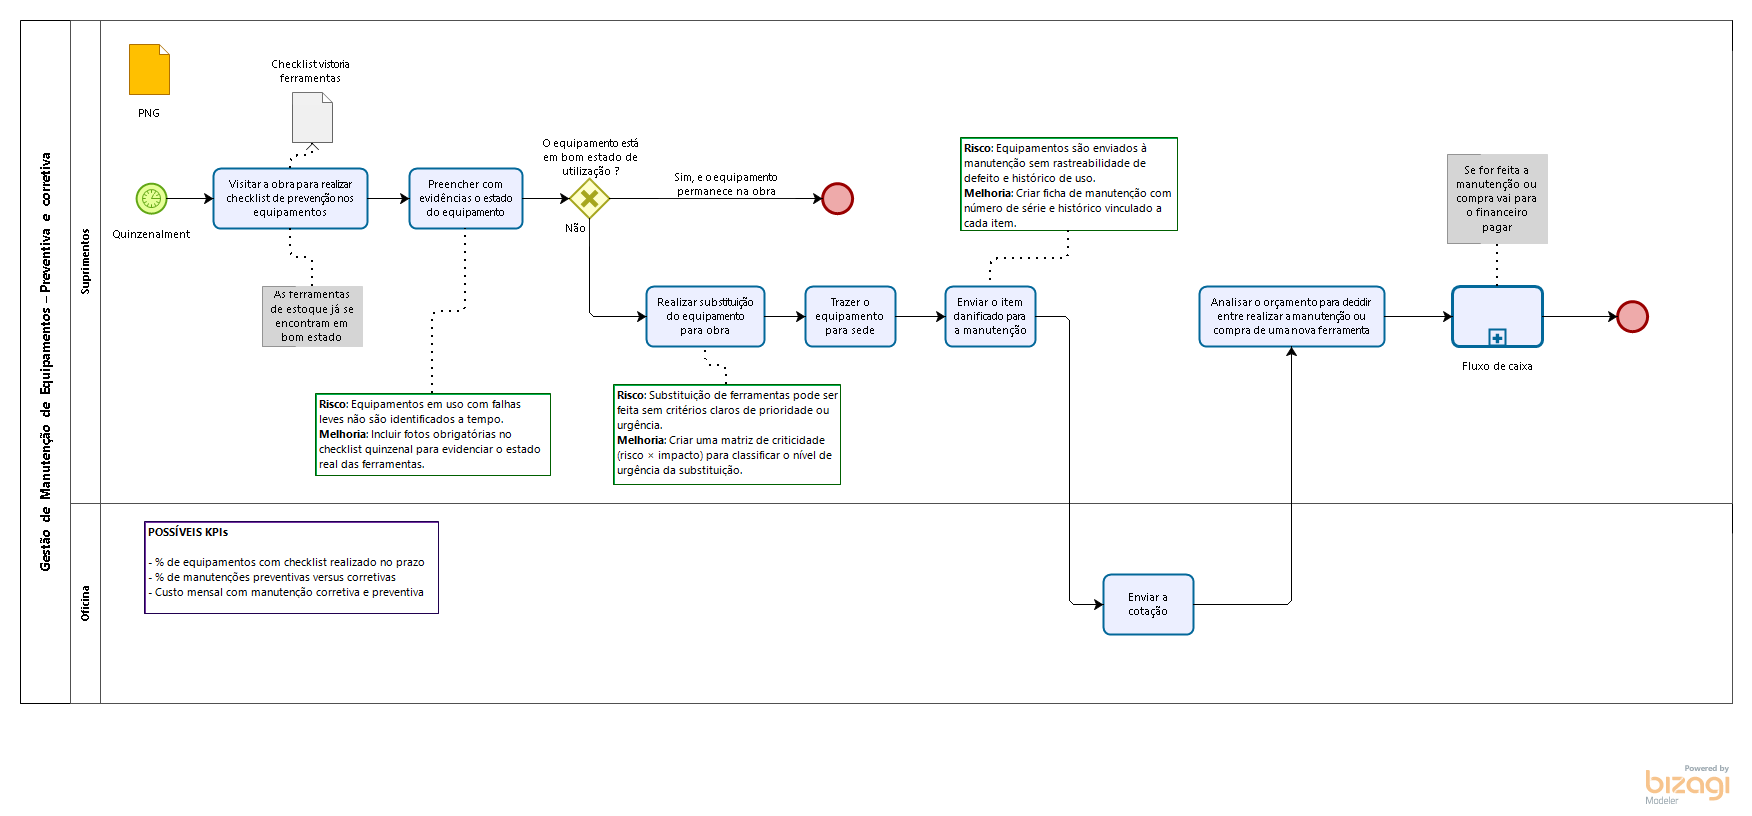 Gestão de Manutenção de Equipamentos – Preventiva e corretiva
Suprimentos
PNG
Checklist vistoria
ferramentas
Quinzenalment
Visitar a obra para realizar
checklist de prevenção nos
equipamentos
As ferramentas
de estoque já se
encontram em
bom estado
Preencher com
evidências o estado
do equipamento
Risco: Equipamentos em uso com falhas
leves não são identificados a tempo.
Melhoria: Incluir fotos obrigatórias no
checklist quinzenal para evidenciar o estado
real das ferramentas.
O equipamento está
em bom estado de
utilização ?
Sim, e o equipamento
permanece na obra
Não
Realizar substituição
do equipamento
para obra
Risco: Substituição de ferramentas pode ser
feita sem critérios claros de prioridade ou
urgência.
Melhoria: Criar uma matriz de criticidade
(risco × impacto) para classificar o nível de
urgência da substituição.
Trazer o
equipamento
para sede
Enviar o item
danificado para
a manutenção
Risco: Equipamentos são enviados à
manutenção sem rastreabilidade de
defeito e histórico de uso.
Melhoria: Criar ficha de manutenção com
número de série e histórico vinculado a
cada item.
Analisar o orçamento para decidir
entre realizar a manutenção ou
compra de uma nova ferramenta
Se for feita a
manutenção ou
compra vai para
o financeiro
pagar
Fluxo de caixa
Oficina
POSSÍVEIS KPIs
- % de equipamentos com checklist realizado no prazo
- % de manutenções preventivas versus corretivas
- Custo mensal com manutenção corretiva e preventiva
Enviar a
cotação
Powered by
bizagi
Modeler